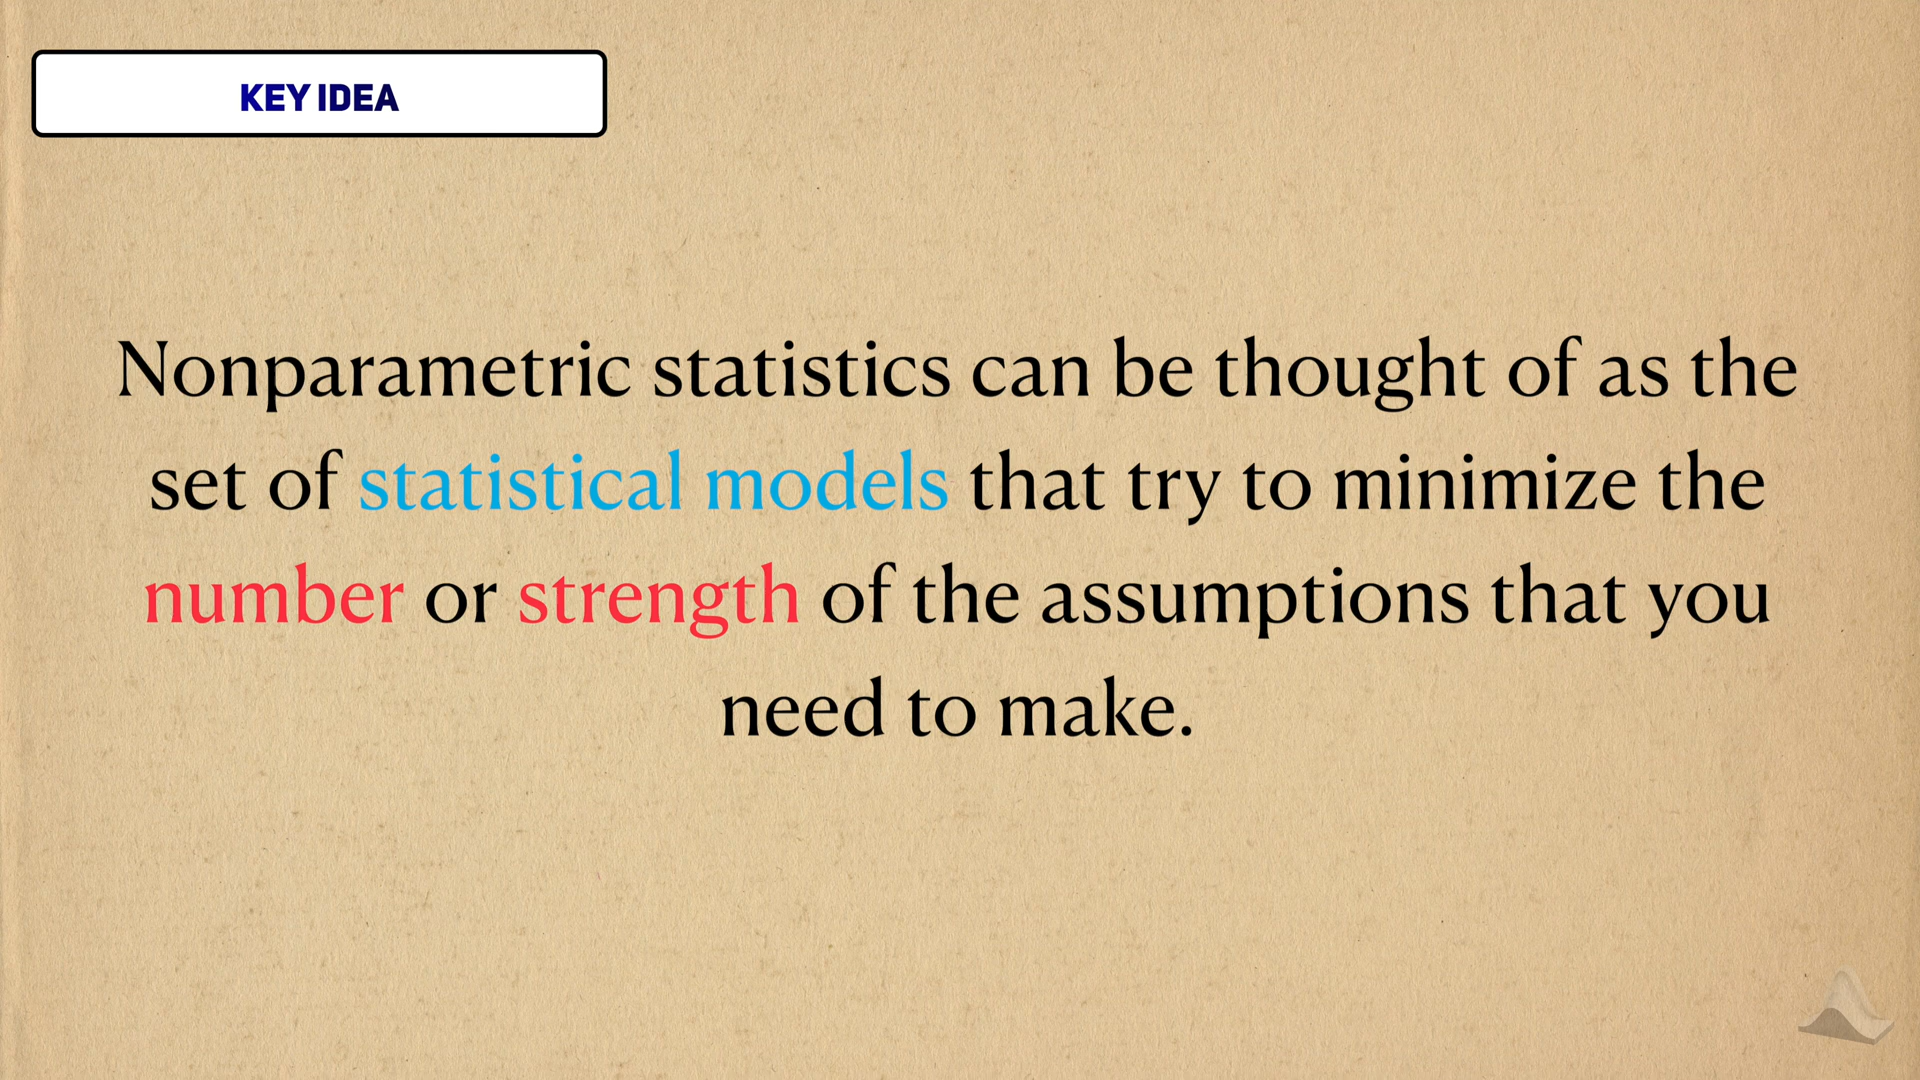 KEY IDEA
Nonparametric statistics can be thought of as the
set of statistical models that try to minimize the
number or strength of the assumptions that you
need to make.